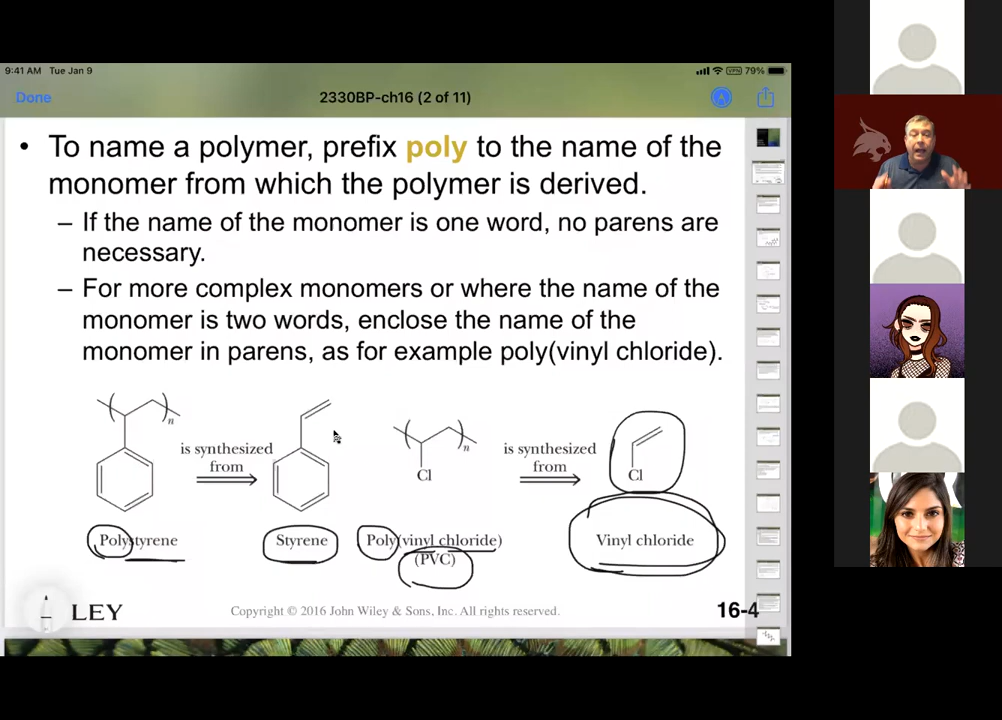 9:41 AM Tue Jan 9
VPN 79%
Done
2330BP-ch16 (2 of 11)
• To name a polymer, prefix poly to the name of the
monomer from which the polymer is derived.
– If the name of the monomer is one word, no parens are
necessary.
– For more complex monomers or where the name of the
monomer is two words, enclose the name of the
monomer in parens, as for example poly(vinyl chloride).
n
is synthesized
from
n
Cl
is synthesized
from
Cl
Polystyrene
Styrene
Poly(vinyl chloride)
(PVC)
Vinyl chloride
LEY
Copyright © 2016 John Wiley & Sons, Inc. All rights reserved.
16-4